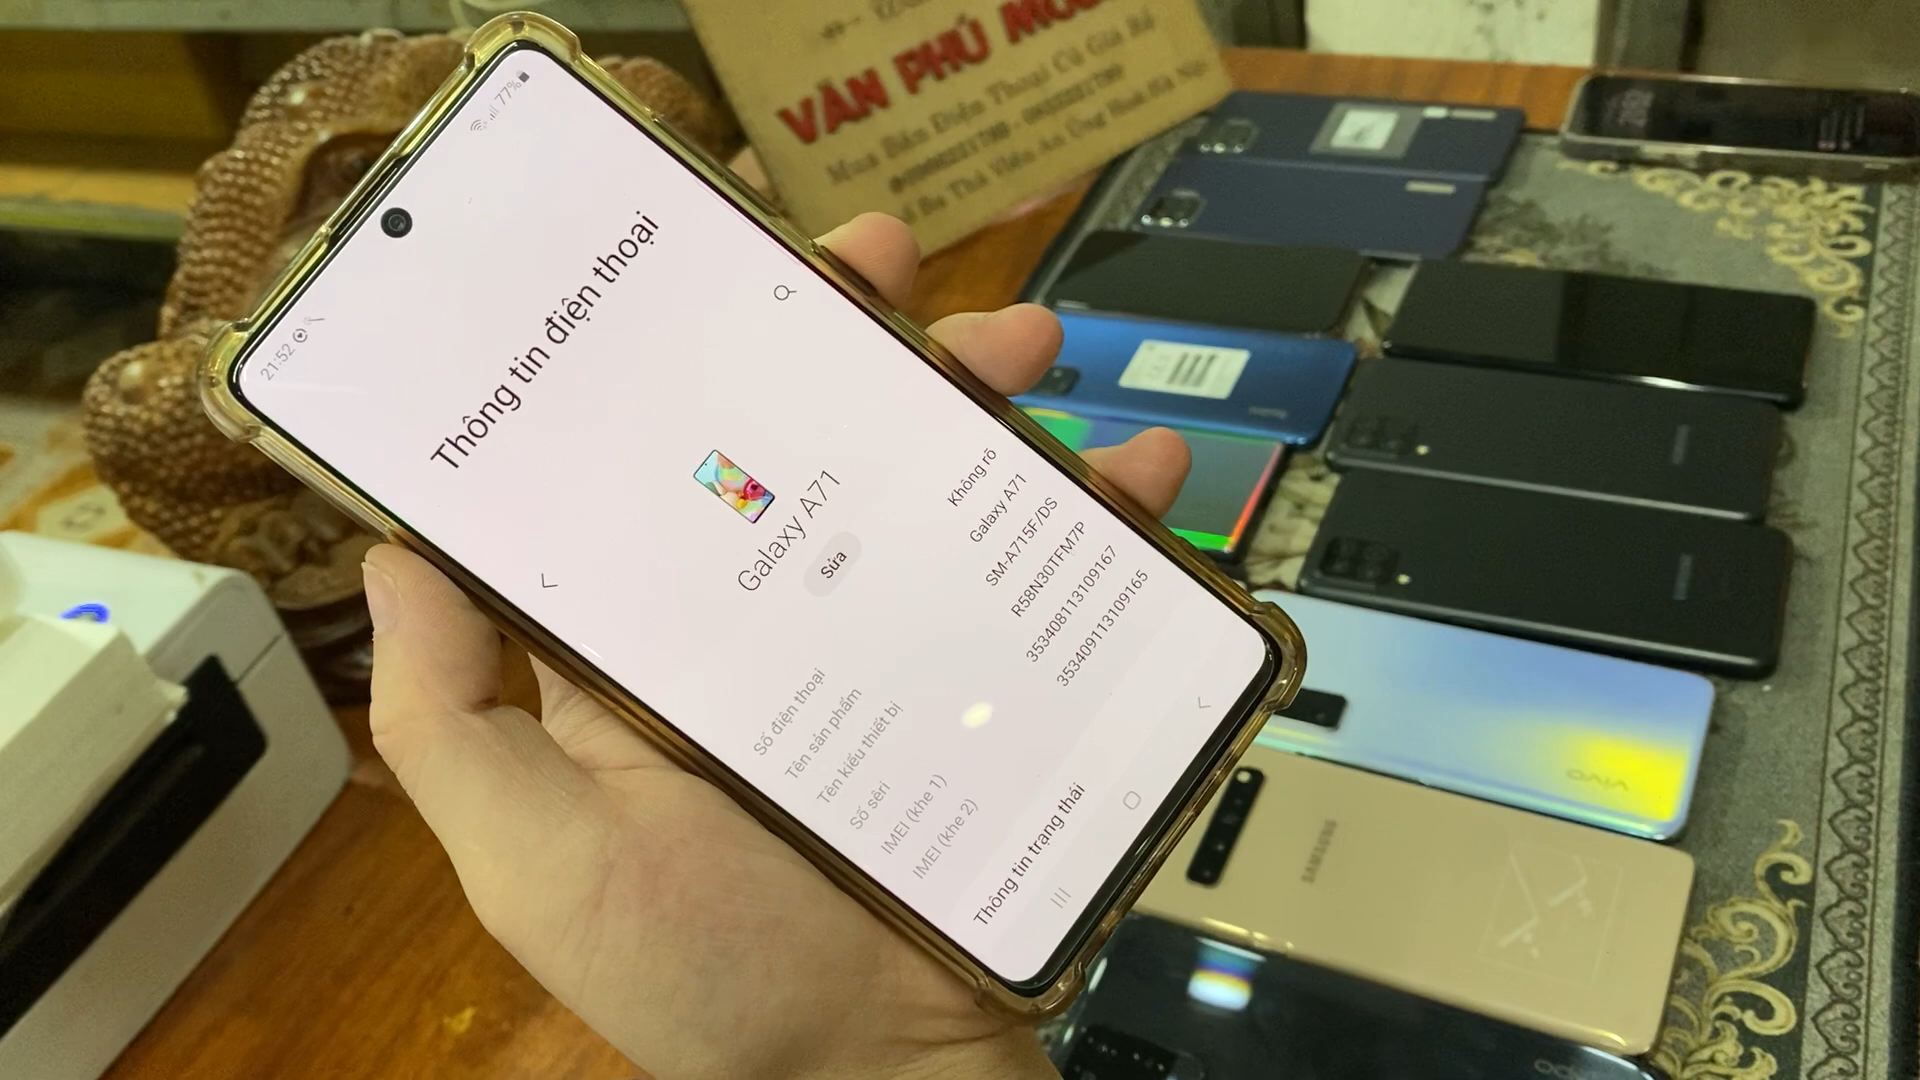 VĂN PHÚ
Mua Bán Điện Thoại Cũ Giá Rẻ
21:52
77%
Thông tin điện thoại
Galaxy A71
Sửa
Số điện thoại Không rõ
Tên sản phẩm Galaxy A71
Tên kiểu thiết bị SM-A715F/DS
Số sêri R58N30TFM7P
IMEI (khe 1) 353408113109167
IMEI (khe 2) 353409113109165
Thông tin trạng thái
vivo
SAMSUNG
oppo